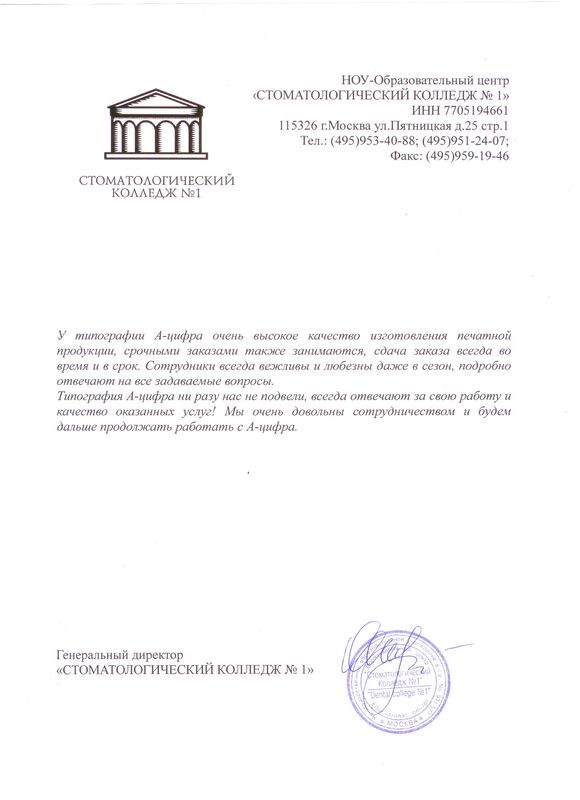 НОУ-Образовательный центр
«СТОМАТОЛОГИЧЕСКИЙ КОЛЛЕДЖ № 1»
ИНН 7705194661
115326 г.Москва ул.Пятницкая д.25 стр.1
Тел.: (495)953-40-88; (495)951-24-07;
Факс: (495)959-19-46
СТОМАТОЛОГИЧЕСКИЙ
КОЛЛЕДЖ №1
У типографии А-цифра очень высокое качество изготовления печатной
продукции, срочными заказами также занимаются, сдача заказа всегда во
время и в срок. Сотрудники всегда вежливы и любезны даже в сезон, подробно
отвечают на все задаваемые вопросы.
Типография А-цифра ни разу нас не подвели, всегда отвечают за свою работу и
качество оказанных услуг! Мы очень довольны сотрудничеством и будем
дальше продолжать работать с А-цифра.
Генеральный директор
«СТОМАТОЛОГИЧЕСКИЙ КОЛЛЕДЖ № 1»
"Стоматологический
Колледж №1"
"Dental college №1"
Educational center
* МОСКВА *